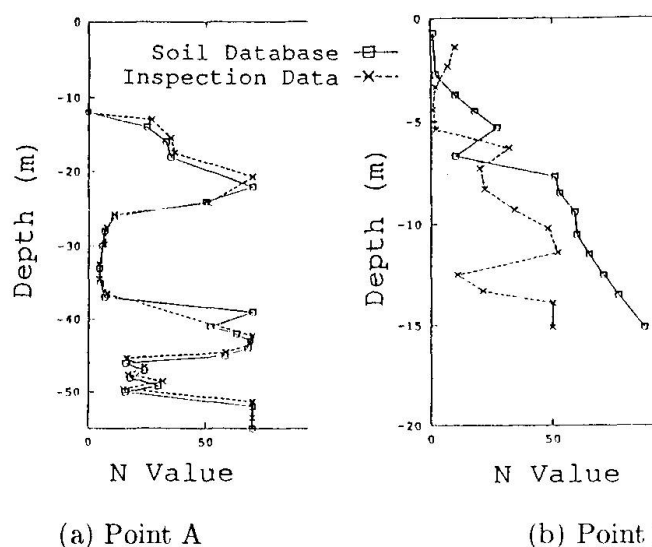 0
-10
-20
-30
-40
-50
Depth (m)
0
50
N Value
Soil Database
Inspection Data
0
-5
-10
-15
-20
Depth (m)
0
50
N Value
(a) Point A
(b) Point